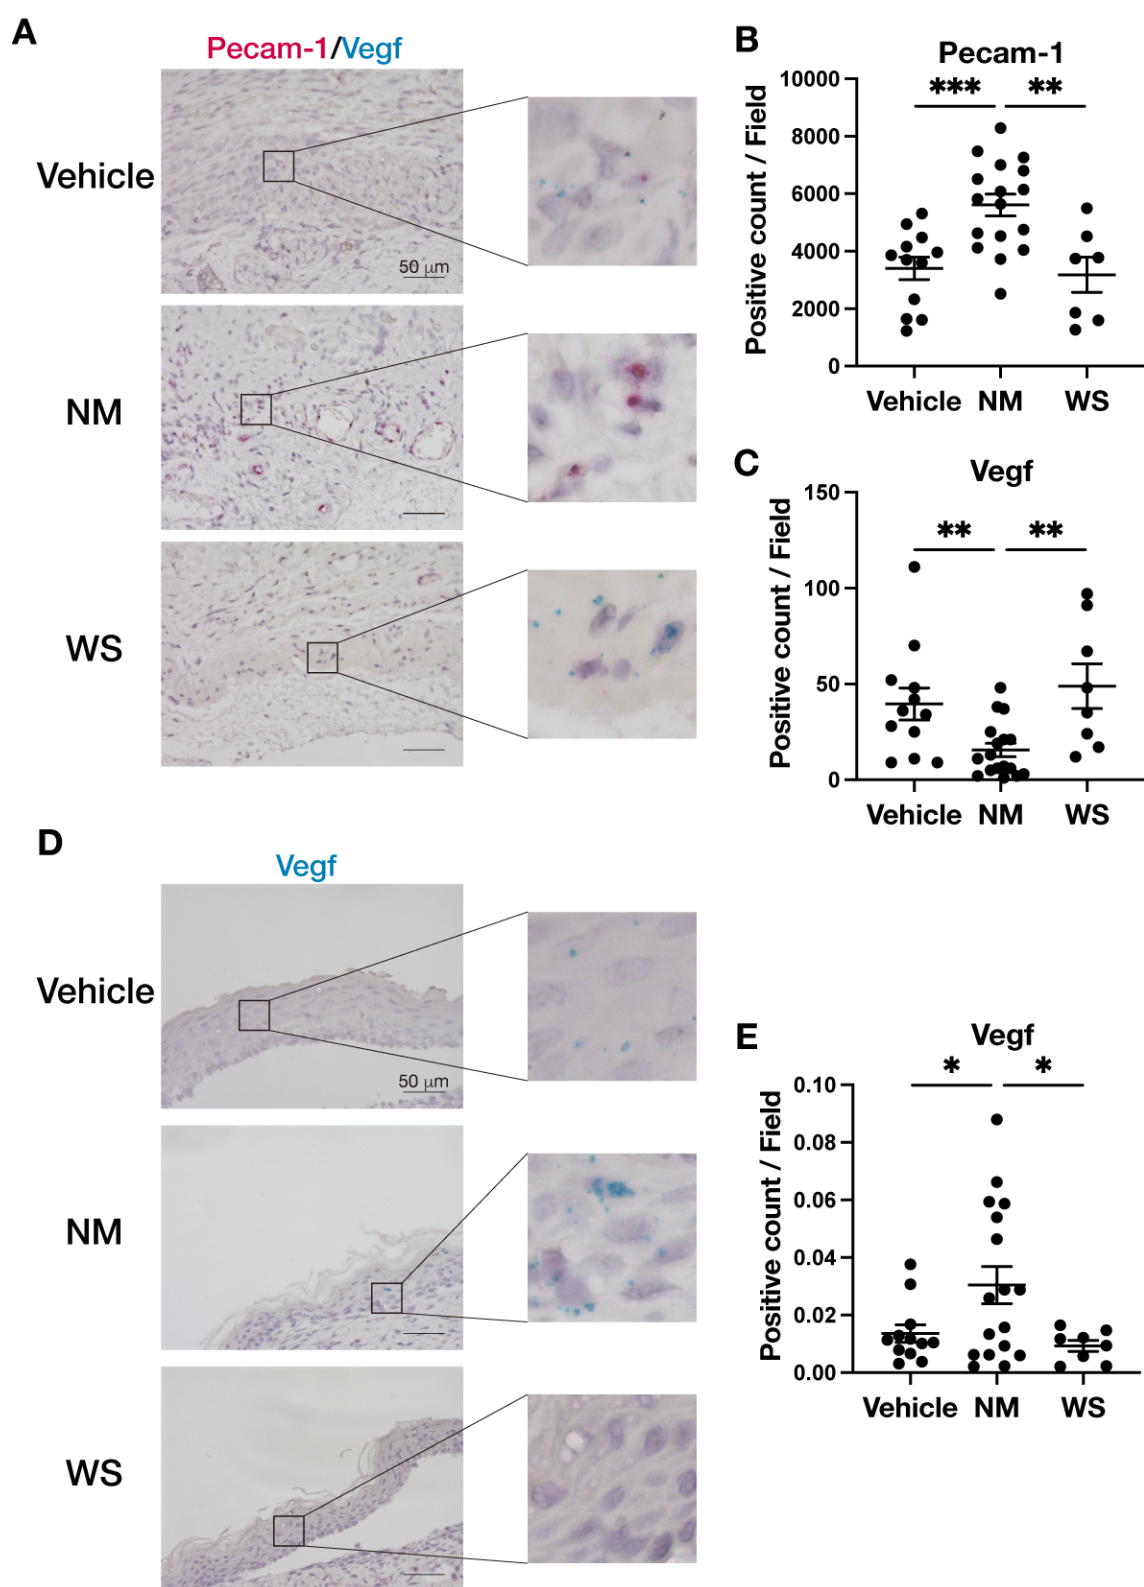 A
Pecam-1/Vegf
Vehicle
50 μm
NM
WS
B
Pecam-1
Positive count / Field
10000
8000
6000
4000
2000
0
*** **
Vehicle NM WS
C
Vegf
Positive count / Field
150
100
50
0
** **
Vehicle NM WS
D
Vegf
Vehicle
50 μm
NM
WS
E
Vegf
Positive count / Field
0.10
0.08
0.06
0.04
0.02
0.00
* *
Vehicle NM WS